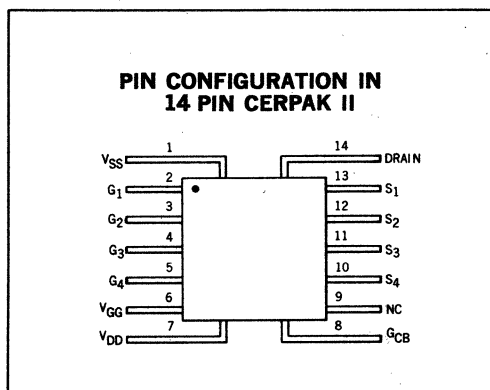 PIN CONFIGURATION IN
14 PIN CERPAK II
1 14
VSS DRAIN
2 13
G1 S1
3 12
G2 S2
4 11
G3 S3
5 10
G4 S4
6 9
VGG NC
7 8
VDD GCB